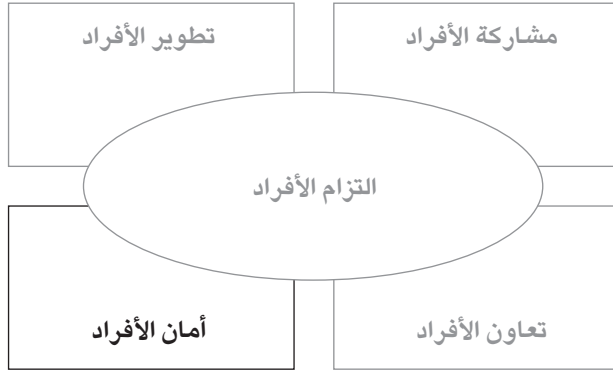 مشاركة الأفراد
تطوير الأفراد
التزام الأفراد
تعاون الأفراد
أمان الأفراد